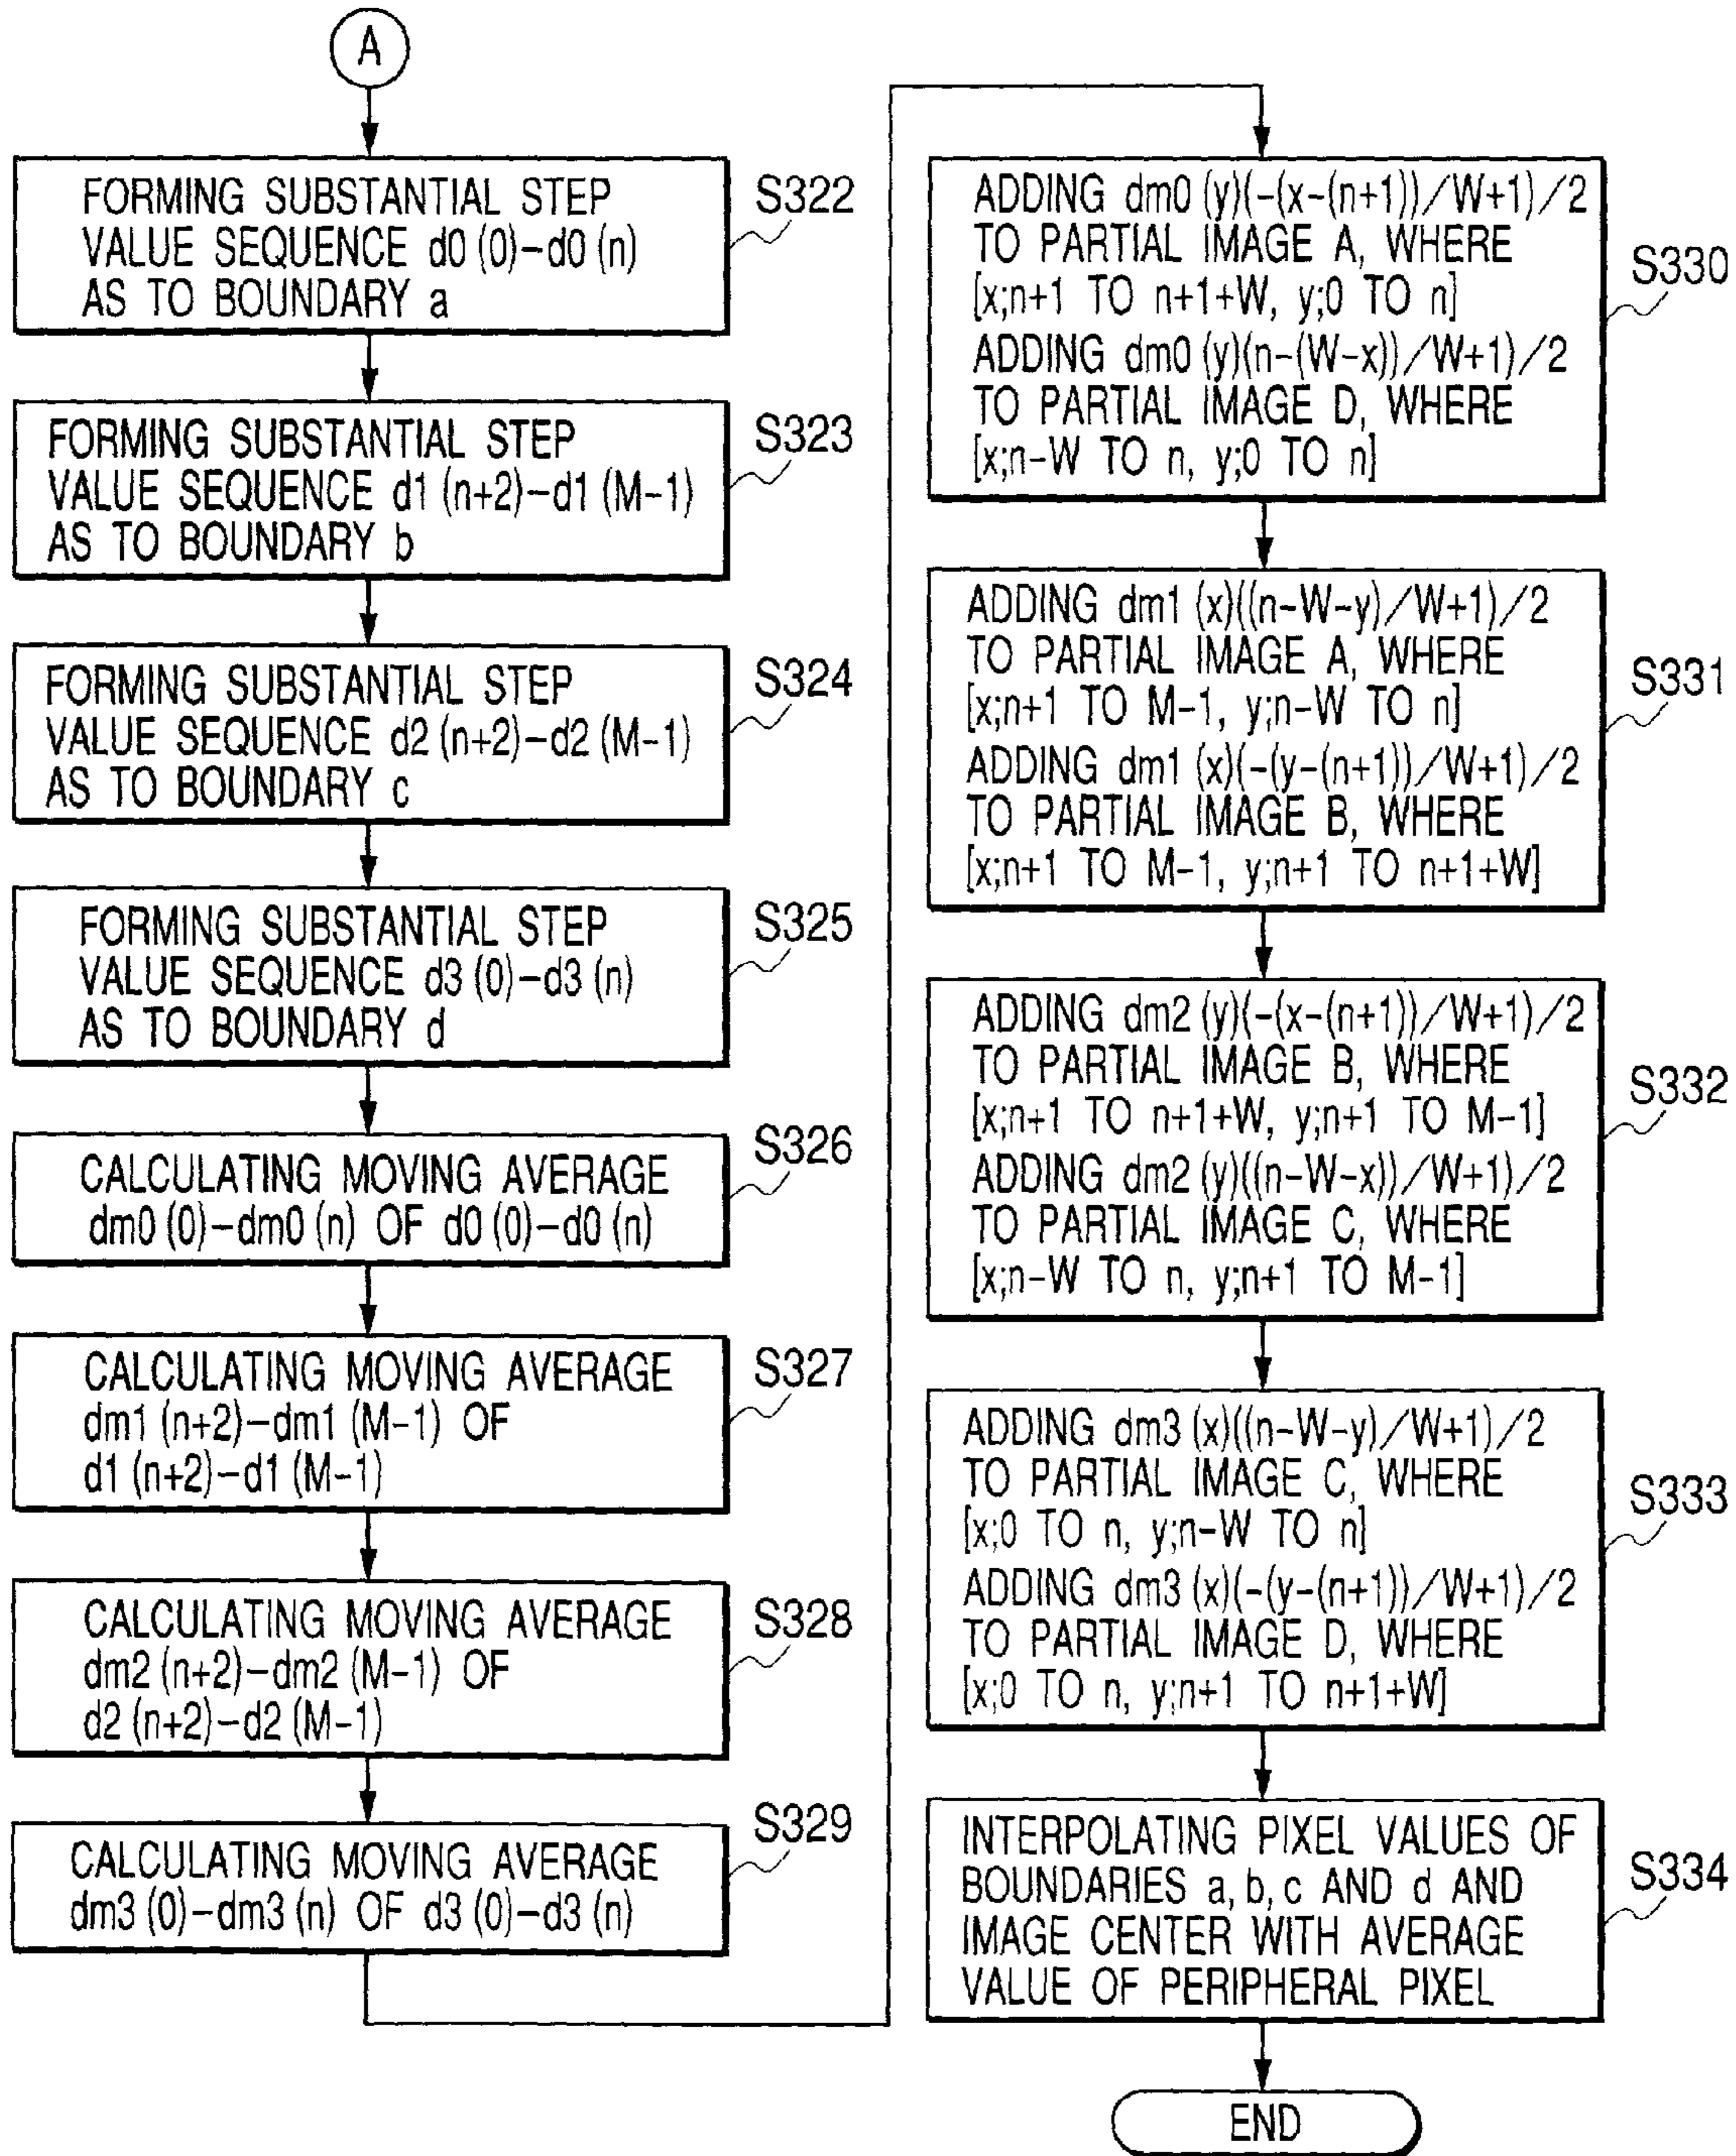 A
FORMING SUBSTANTIAL STEP
VALUE SEQUENCE d0(0)-d0(n)
AS TO BOUNDARY a
S322
FORMING SUBSTANTIAL STEP
VALUE SEQUENCE d1(n+2)-d1(M-1)
AS TO BOUNDARY b
S323
FORMING SUBSTANTIAL STEP
VALUE SEQUENCE d2(n+2)-d2(M-1)
AS TO BOUNDARY c
S324
FORMING SUBSTANTIAL STEP
VALUE SEQUENCE d3(0)-d3(n)
AS TO BOUNDARY d
S325
CALCULATING MOVING AVERAGE
dm0(0)-dm0(n) OF d0(0)-d0(n)
S326
CALCULATING MOVING AVERAGE
dm1(n+2)-dm1(M-1) OF
d1(n+2)-d1(M-1)
S327
CALCULATING MOVING AVERAGE
dm2(n+2)-dm2(M-1) OF
d2(n+2)-d2(M-1)
S328
CALCULATING MOVING AVERAGE
dm3(0)-dm3(n) OF d3(0)-d3(n)
S329
ADDING dm0(y)(-(x-(n+1))/W+1)/2
TO PARTIAL IMAGE A, WHERE
[x;n+1 TO n+1+W, y;0 TO n]
ADDING dm0(y)(n-(W-x))/W+1)/2
TO PARTIAL IMAGE D, WHERE
[x;n-W TO n, y;0 TO n]
S330
ADDING dm1(x)((n-W-y)/W+1)/2
TO PARTIAL IMAGE A, WHERE
[x;n+1 TO M-1, y;n-W TO n]
ADDING dm1(x)(-(y-(n+1))/W+1)/2
TO PARTIAL IMAGE B, WHERE
[x;n+1 TO M-1, y;n+1 TO n+1+W]
S331
ADDING dm2(y)(-(x-(n+1))/W+1)/2
TO PARTIAL IMAGE B, WHERE
[x;n+1 TO n+1+W, y;n+1 TO M-1]
ADDING dm2(y)((n-W-x))/W+1)/2
TO PARTIAL IMAGE C, WHERE
[x;n-W TO n, y;n+1 TO M-1]
S332
ADDING dm3(x)((n-W-y)/W+1)/2
TO PARTIAL IMAGE C, WHERE
[x;0 TO n, y;n-W TO n]
ADDING dm3(x)(-(y-(n+1))/W+1)/2
TO PARTIAL IMAGE D, WHERE
[x;0 TO n, y;n+1 TO n+1+W]
S333
INTERPOLATING PIXEL VALUES OF
BOUNDARIES a, b, c AND d AND
IMAGE CENTER WITH AVERAGE
VALUE OF PERIPHERAL PIXEL
S334
END